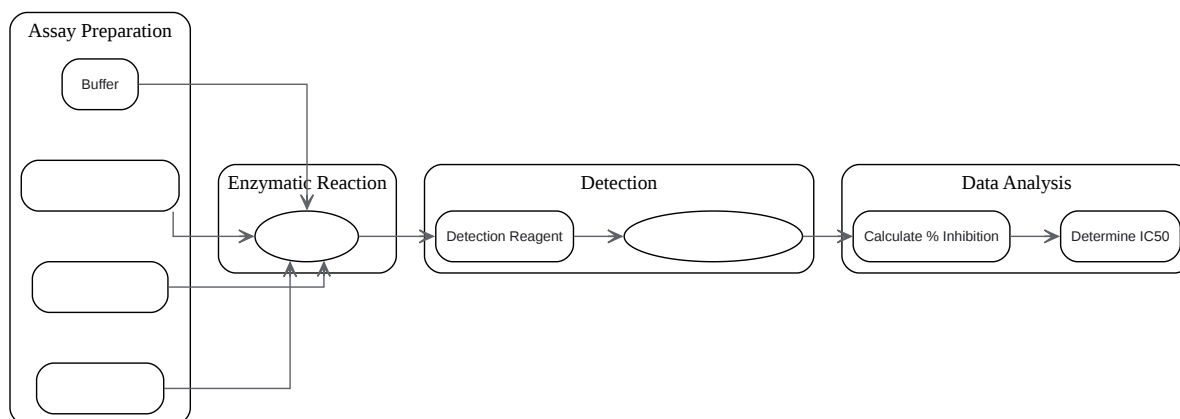 Assay Preparation
Buffer
Enzymatic Reaction
Detection
Detection Reagent
Data Analysis
Calculate % Inhibition
Determine IC50